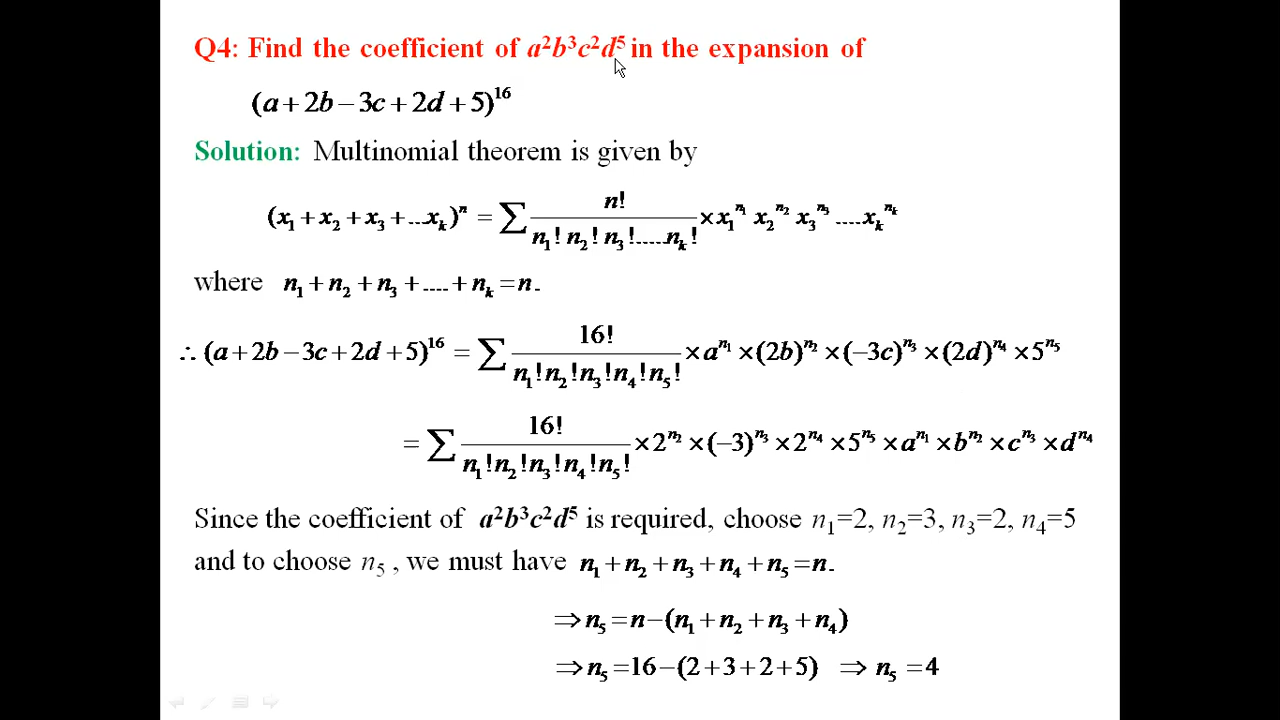 Q4: Find the coefficient of a²b³c²d⁵ in the expansion of
(a + 2b − 3c + 2d + 5)¹⁶
Solution: Multinomial theorem is given by
(x₁ + x₂ + x₃ + ...xₖ)ⁿ = ∑ n! / (n₁! n₂! n₃!.....nₖ!) × x₁^n₁ x₂^n₂ x₃^n₃ ....xₖ^nₖ
where n₁ + n₂ + n₃ + .... + nₖ = n.
∴ (a + 2b − 3c + 2d + 5)¹⁶ = ∑ 16! / (n₁! n₂! n₃! n₄! n₅!) × a^n₁ × (2b)^n₂ × (−3c)^n₃ × (2d)^n₄ × 5^n₅
= ∑ 16! / (n₁! n₂! n₃! n₄! n₅!) × 2^n₂ × (−3)^n₃ × 2^n₄ × 5^n₅ × a^n₁ × b^n₂ × c^n₃ × d^n₄
Since the coefficient of a²b³c²d⁵ is required, choose n₁=2, n₂=3, n₃=2, n₄=5
and to choose n₅ , we must have n₁ + n₂ + n₃ + n₄ + n₅ = n.
⇒ n₅ = n − (n₁ + n₂ + n₃ + n₄)
⇒ n₅ = 16 − (2 + 3 + 2 + 5) ⇒ n₅ = 4